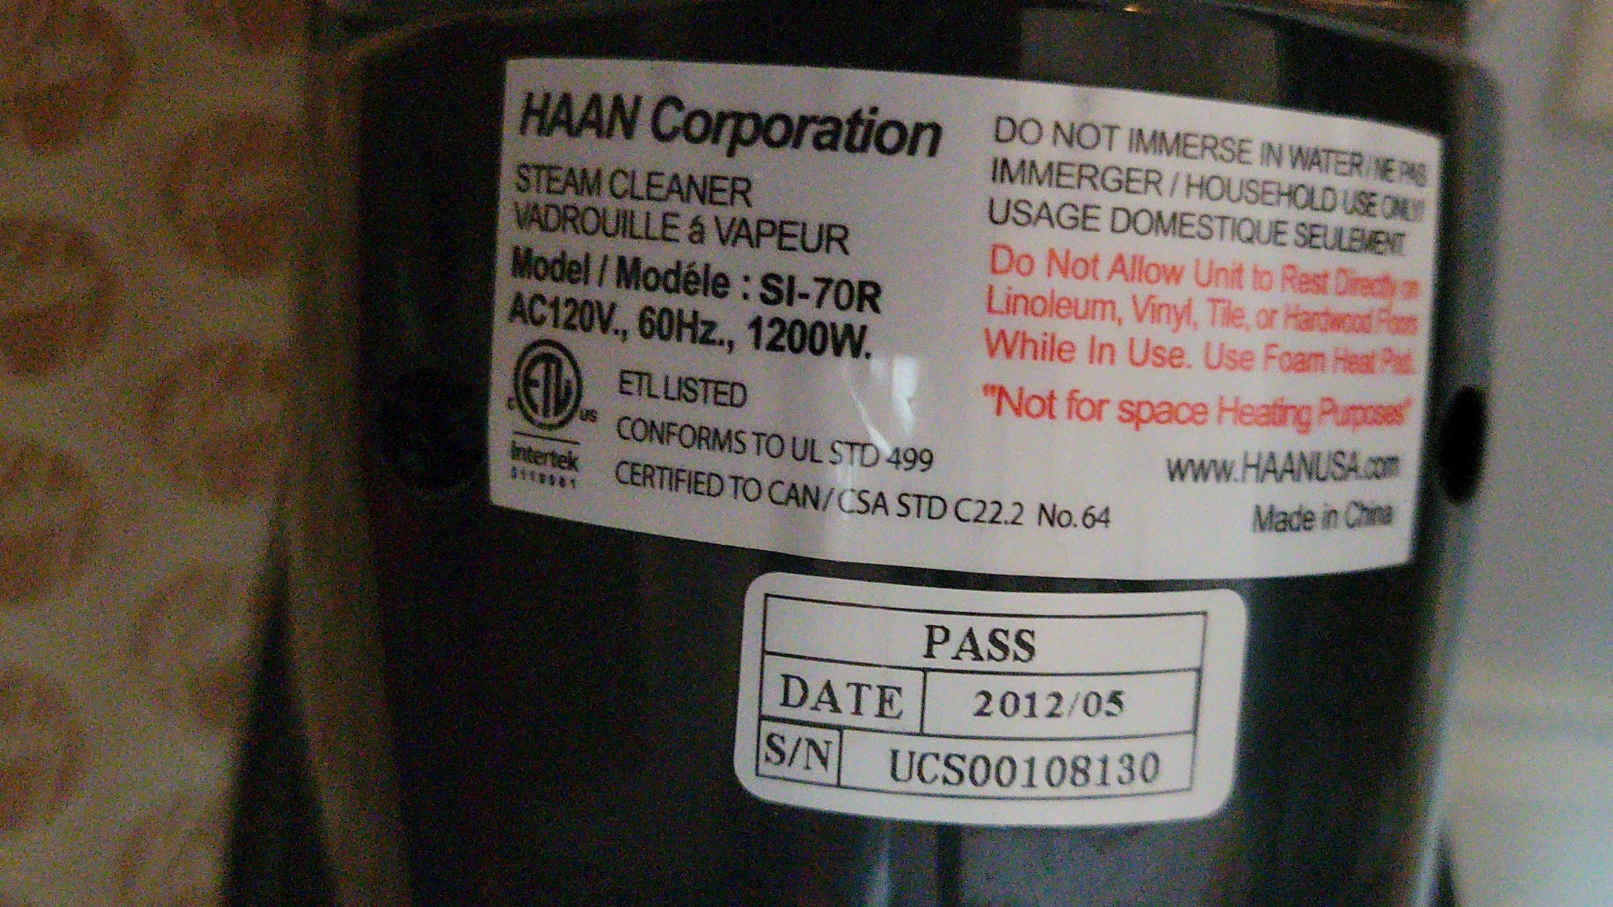 HAAN Corporation
STEAM CLEANER
VADROUILLE á VAPEUR
Model / Modéle : SI-70R
AC120V., 60Hz., 1200W.
ETL
C US
Intertek
ETL LISTED
CONFORMS TO UL STD 499
CERTIFIED TO CAN/CSA STD C22.2 No.64
DO NOT IMMERSE IN WATER / NE PAS
IMMERGER / HOUSEHOLD USE ONLY/
USAGE DOMESTIQUE SEULEMENT.
Do Not Allow Unit to Rest Directly on
Linoleum, Vinyl, Tile, or Hardwood Floors
While In Use. Use Foam Heat Pad.
"Not for space Heating Purposes"
www.HAANUSA.com
Made in China
PASS
DATE 2012/05
S/N UCS00108130